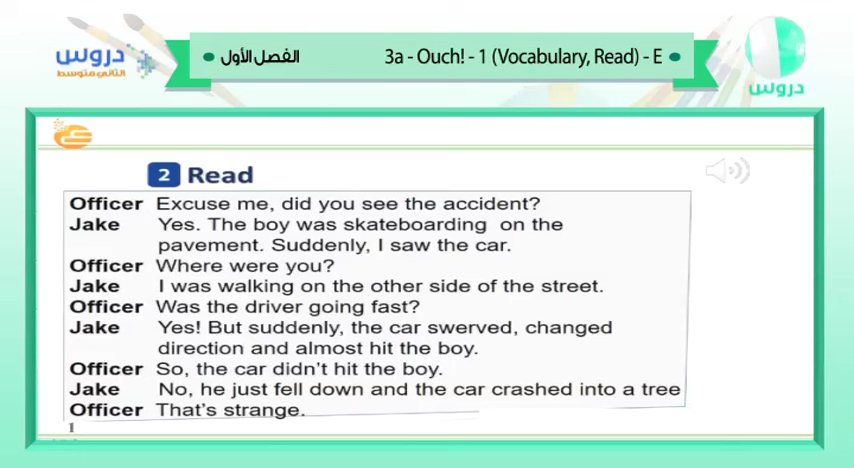 دروس
الثاني متوسط
الفصل الأول
3a - Ouch! - 1 (Vocabulary, Read) - E
دروس
2 Read
Officer Excuse me, did you see the accident?
Jake Yes. The boy was skateboarding on the
pavement. Suddenly, I saw the car.
Officer Where were you?
Jake I was walking on the other side of the street.
Officer Was the driver going fast?
Jake Yes! But suddenly, the car swerved, changed
direction and almost hit the boy.
Officer So, the car didn't hit the boy.
Jake No, he just fell down and the car crashed into a tree
Officer That's strange.
1